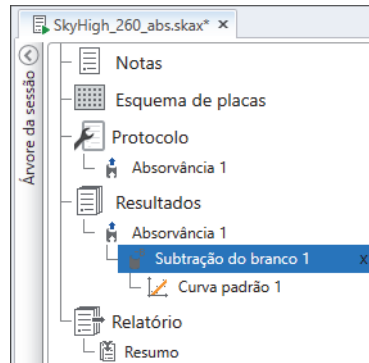 SkyHigh_260_abs.skax* ×
Árvore da sessão
Notas
Esquema de placas
Protocolo
Absorvância 1
Resultados
Absorvância 1
Subtração do branco 1 x
Curva padrão 1
Relatório
Resumo